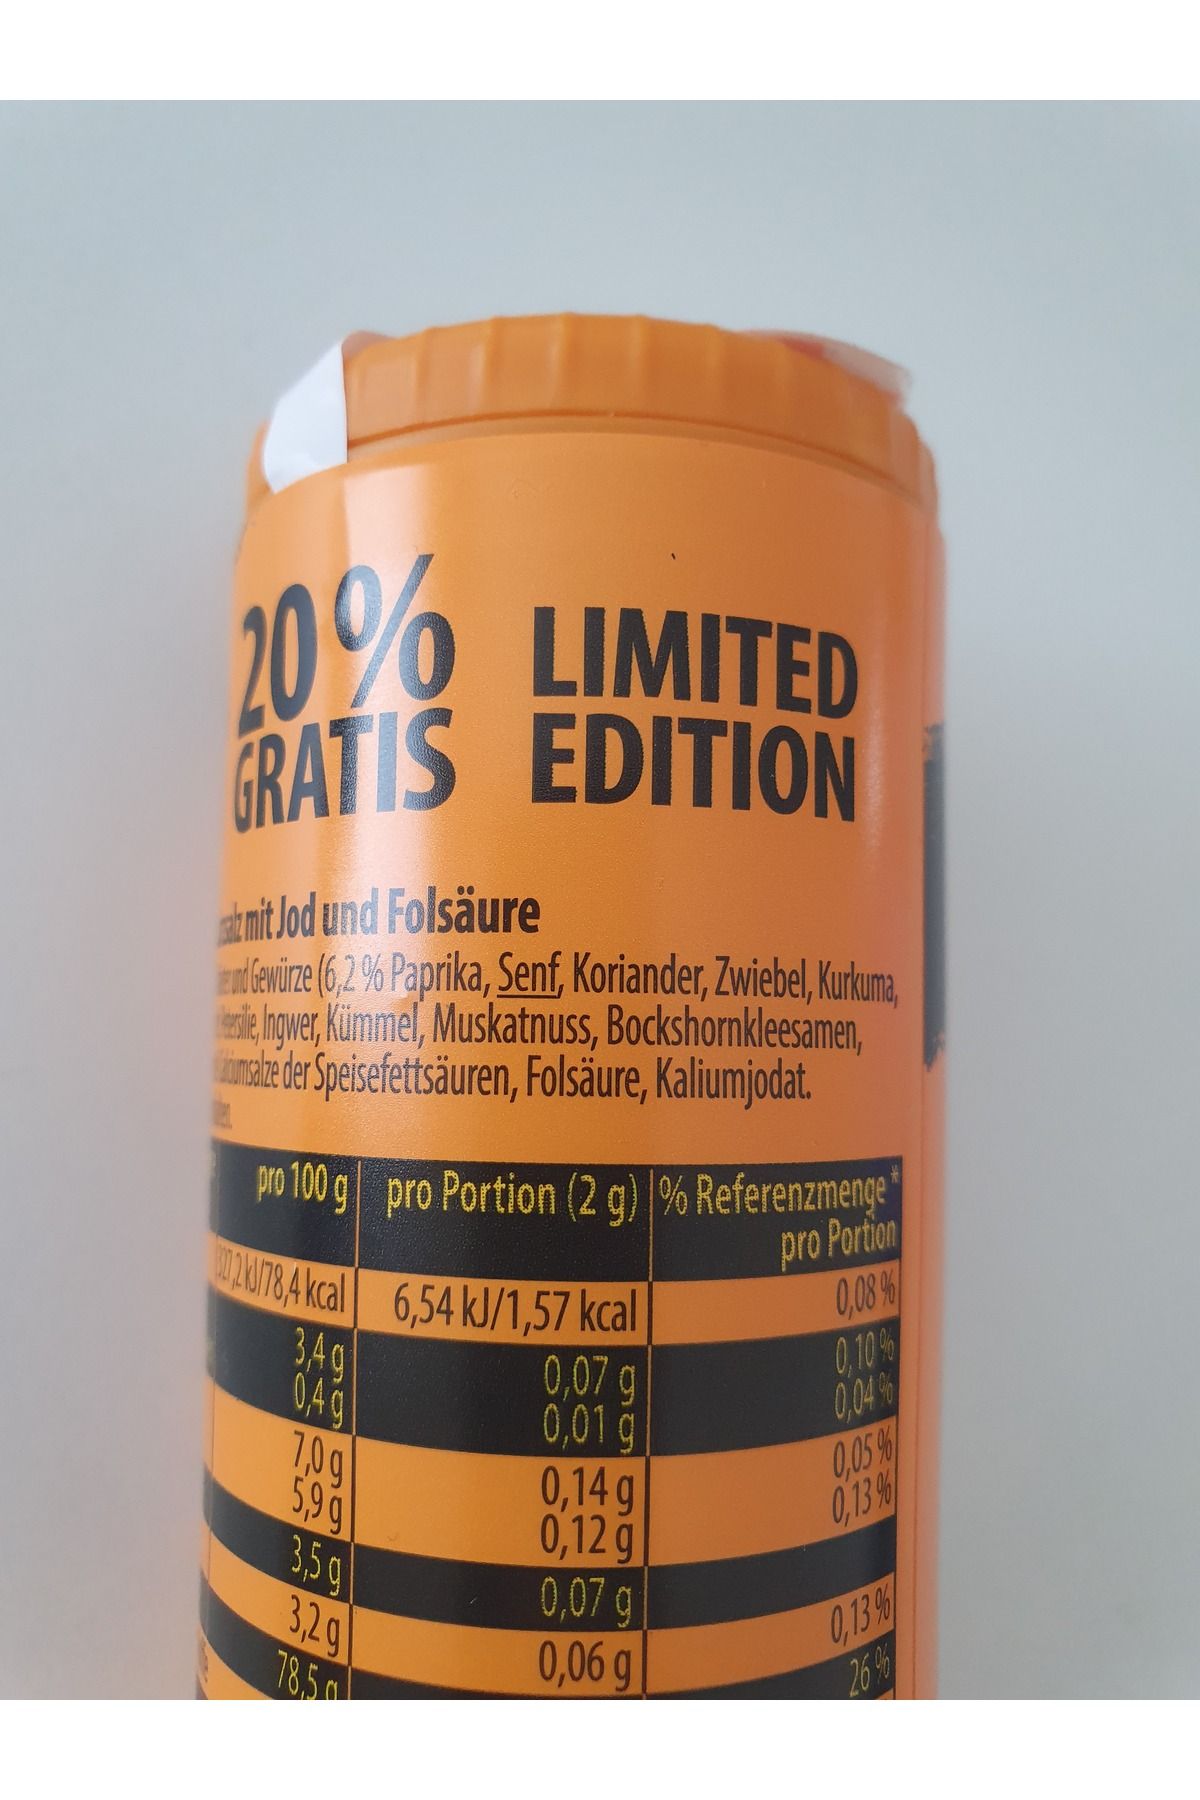 20 %
GRATIS
LIMITED
EDITION
mit Jod und Folsäure
und Gewürze (6,2 % Paprika, Senf, Koriander, Zwiebel, Kurkuma,
Ingwer, Kümmel, Muskatnuss, Bockshornkleesamen,
der Speisefettsäuren, Folsäure, Kaliumjodat.
pro 100 g pro Portion (2 g) % Referenzmenge*
pro Portion
327,2 kJ/78,4 kcal 6,54 kJ/1,57 kcal 0,08 %
3,4 g 0,07 g 0,10 %
0,4 g 0,01 g 0,04 %
7,0 g 0,14 g 0,05 %
5,9 g 0,12 g 0,13 %
3,5 g 0,07 g
3,2 g 0,06 g 0,13 %
78,5 g 26 %